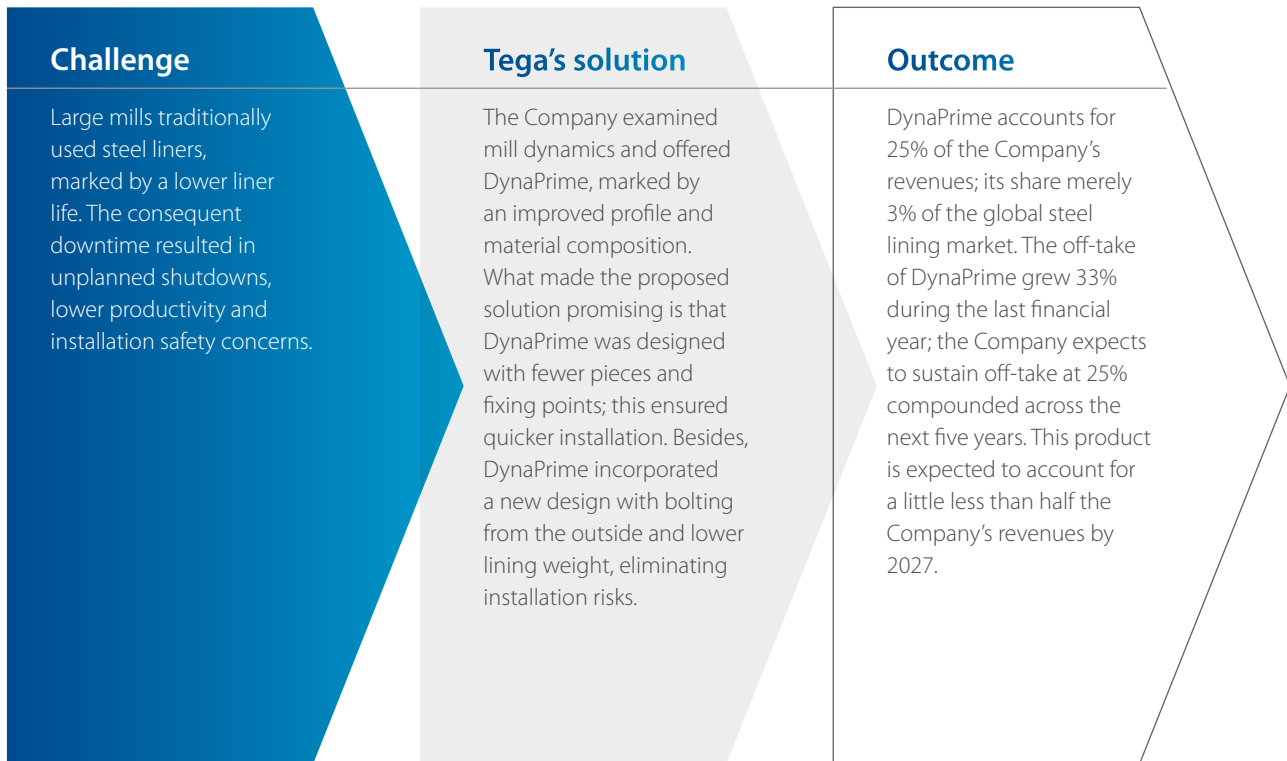 Challenge
Large mills traditionally
used steel liners,
marked by a lower liner
life. The consequent
downtime resulted in
unplanned shutdowns,
lower productivity and
installation safety concerns.
Tega’s solution
The Company examined
mill dynamics and offered
DynaPrime, marked by
an improved profile and
material composition.
What made the proposed
solution promising is that
DynaPrime was designed
with fewer pieces and
fixing points; this ensured
quicker installation. Besides,
DynaPrime incorporated
a new design with bolting
from the outside and lower
lining weight, eliminating
installation risks.
Outcome
DynaPrime accounts for
25% of the Company’s
revenues; its share merely
3% of the global steel
lining market. The off-take
of DynaPrime grew 33%
during the last financial
year; the Company expects
to sustain off-take at 25%
compounded across the
next five years. This product
is expected to account for
a little less than half the
Company’s revenues by
2027.